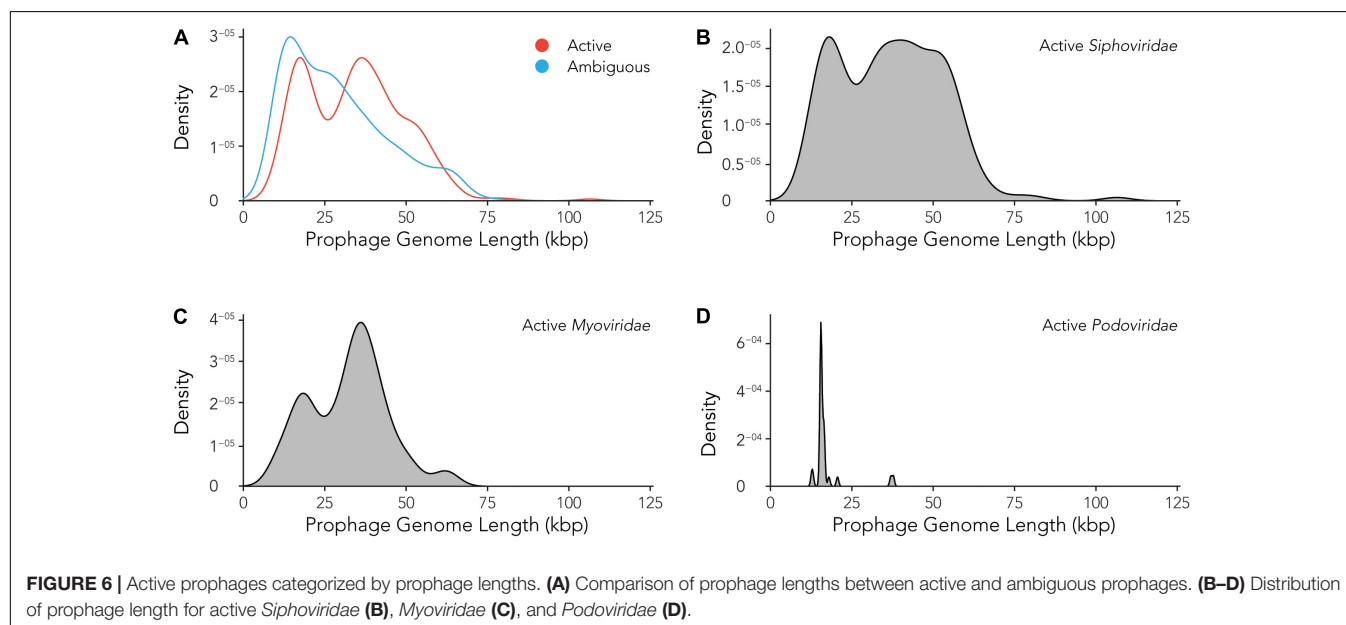 A
Density
3⁻⁰⁵
2⁻⁰⁵
1⁻⁰⁵
0
0 25 50 75 100 125
Prophage Genome Length (kbp)
Active
Ambiguous
B
Active Siphoviridae
Density
2.0⁻⁰⁵
1.5⁻⁰⁵
1.0⁻⁰⁵
0.5⁻⁰⁵
0
0 25 50 75 100 125
Prophage Genome Length (kbp)
C
Active Myoviridae
Density
4⁻⁰⁵
3⁻⁰⁵
2⁻⁰⁵
1⁻⁰⁵
0
0 25 50 75 100 125
Prophage Genome Length (kbp)
D
Active Podoviridae
Density
6⁻⁰⁴
4⁻⁰⁴
2⁻⁰⁴
0
0 25 50 75 100 125
Prophage Genome Length (kbp)
FIGURE 6 | Active prophages categorized by prophage lengths. (A) Comparison of prophage lengths between active and ambiguous prophages. (B–D) Distribution
of prophage length for active Siphoviridae (B), Myoviridae (C), and Podoviridae (D).